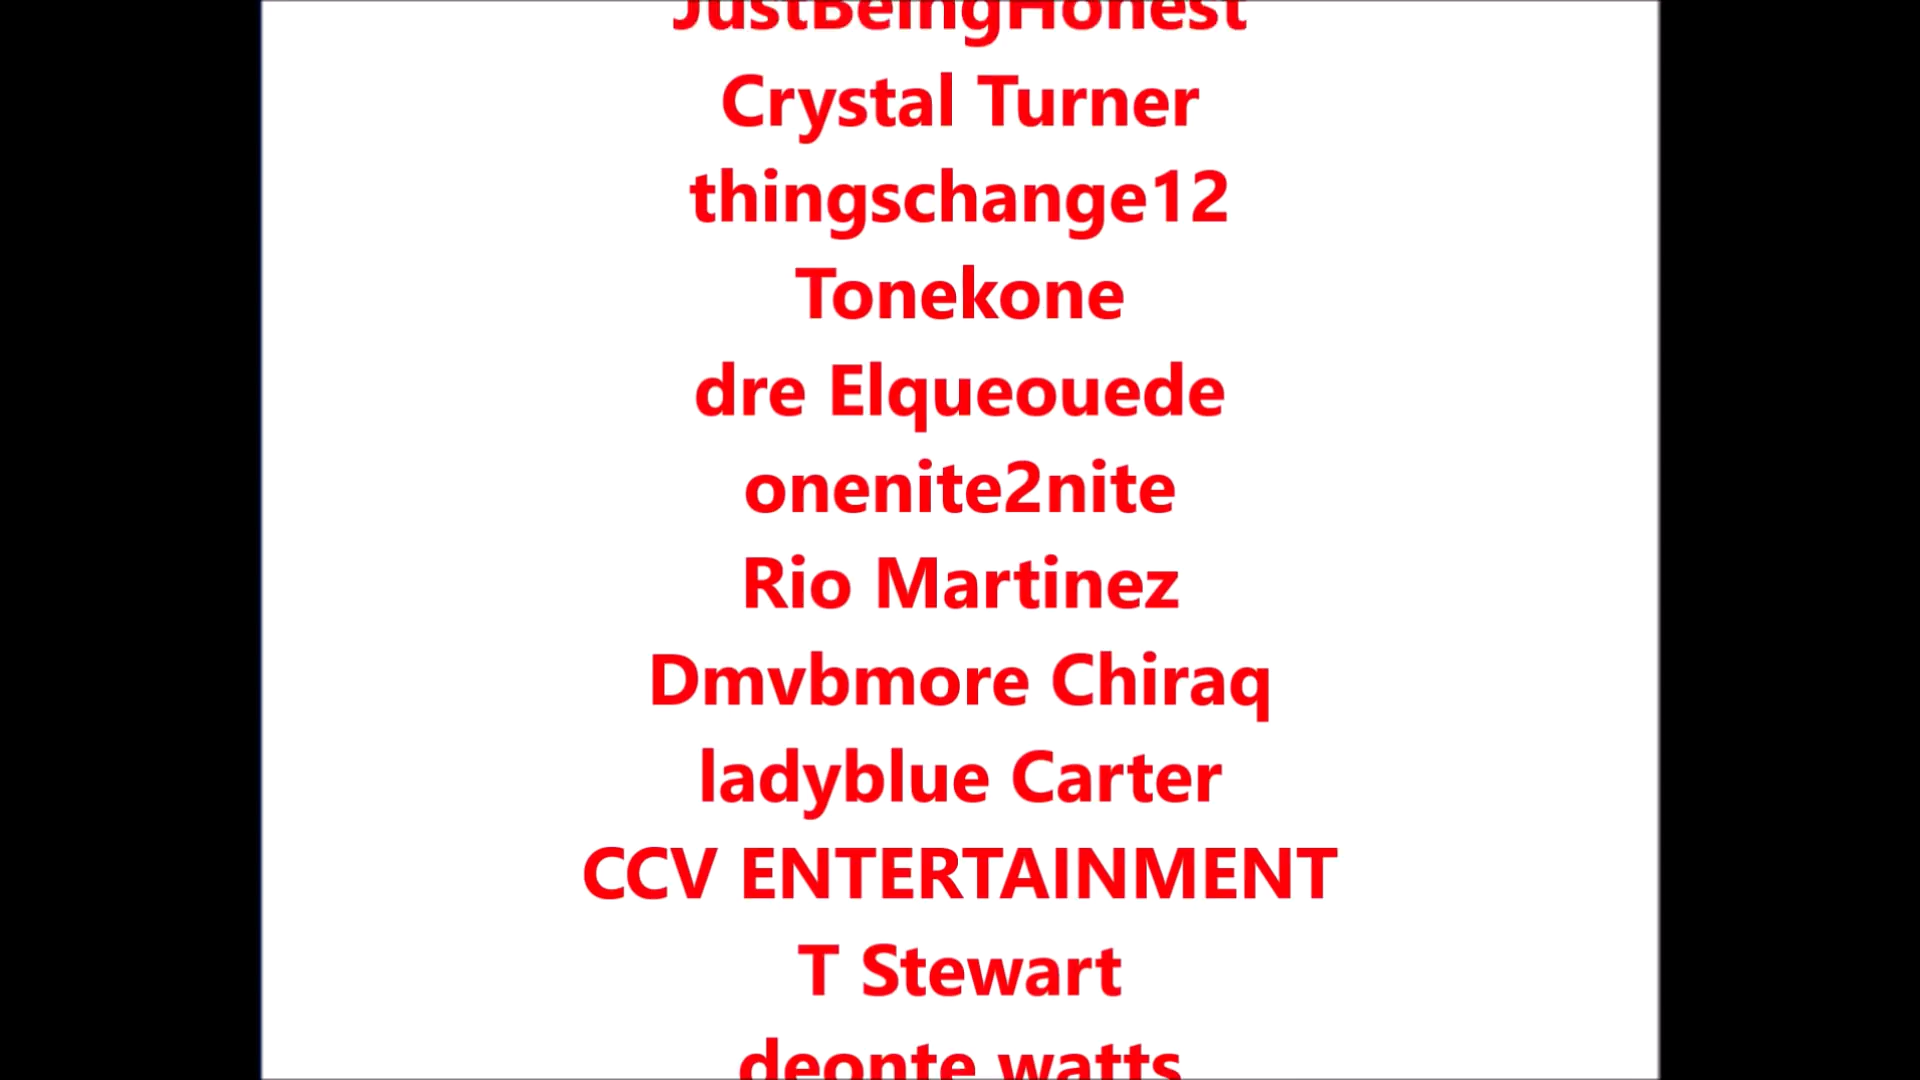 JustBeingHonest
Crystal Turner
thingschange12
Tonekone
dre Elqueouede
onenite2nite
Rio Martinez
Dmvbmore Chiraq
ladyblue Carter
CCV ENTERTAINMENT
T Stewart
deonte watts